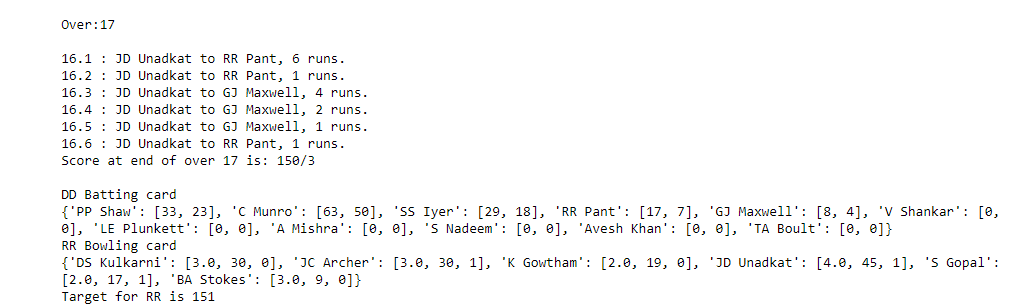 Over:17
16.1 : JD Unadkat to RR Pant, 6 runs.
16.2 : JD Unadkat to RR Pant, 1 runs.
16.3 : JD Unadkat to GJ Maxwell, 4 runs.
16.4 : JD Unadkat to GJ Maxwell, 2 runs.
16.5 : JD Unadkat to GJ Maxwell, 1 runs.
16.6 : JD Unadkat to RR Pant, 1 runs.
Score at end of over 17 is: 150/3
DD Batting card
{'PP Shaw': [33, 23], 'C Munro': [63, 50], 'SS Iyer': [29, 18], 'RR Pant': [17, 7], 'GJ Maxwell': [8, 4], 'V Shankar': [0,
0], 'LE Plunkett': [0, 0], 'A Mishra': [0, 0], 'S Nadeem': [0, 0], 'Avesh Khan': [0, 0], 'TA Boult': [0, 0]}
RR Bowling card
{'DS Kulkarni': [3.0, 30, 0], 'JC Archer': [3.0, 30, 1], 'K Gowtham': [2.0, 19, 0], 'JD Unadkat': [4.0, 45, 1], 'S Gopal':
[2.0, 17, 1], 'BA Stokes': [3.0, 9, 0]}
Target for RR is 151